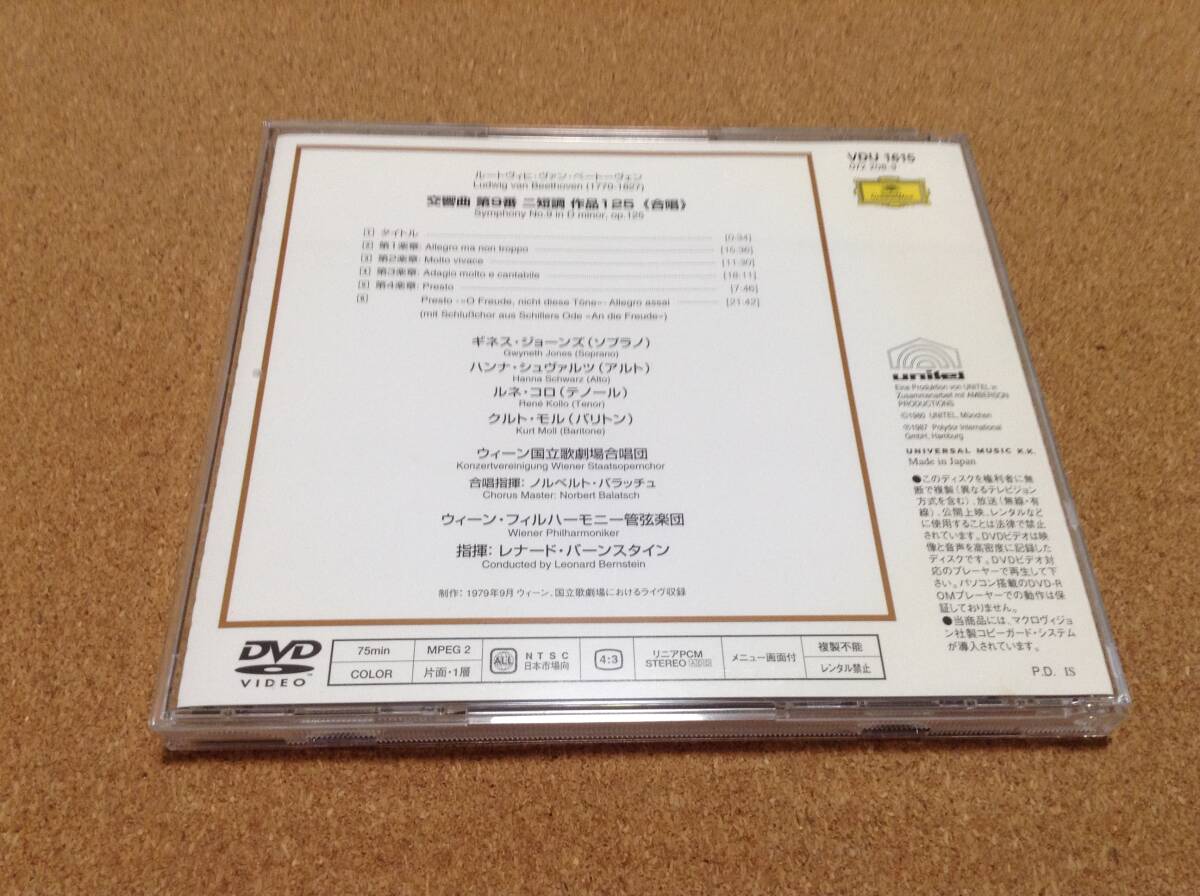 ルートヴィヒ・ヴァン・ベートーヴェン
Ludwig van Beethoven (1770-1827)
交響曲 第9番 ニ短調 作品125 《合唱》
Symphony No.9 in D minor, op.125
[1] タイトル [0:34]
[2] 第1楽章: Allegro ma non troppo [15:36]
[3] 第2楽章: Molto vivace [11:30]
[4] 第3楽章: Adagio molto e cantabile [18:11]
[5] 第4楽章: Presto [7:46]
[6] Presto -»O Freude, nicht diese Töne«- Allegro assai [21:42]
(mit Schlußchor aus Schillers Ode »An die Freude«)
ギネス・ジョーンズ(ソプラノ)
Gwyneth Jones (Soprano)
ハンナ・シュヴァルツ(アルト)
Hanna Schwarz (Alto)
ルネ・コロ(テノール)
René Kollo (Tenor)
クルト・モル(バリトン)
Kurt Moll (Baritone)
ウィーン国立歌劇場合唱団
Konzertvereinigung Wiener Staatsopernchor
合唱指揮: ノルベルト・バラッチュ
Chorus Master: Norbert Balatsch
ウィーン・フィルハーモニー管弦楽団
Wiener Philharmoniker
指揮: レナード・バーンスタイン
Conducted by Leonard Bernstein
制作: 1979年9月 ウィーン、国立歌劇場におけるライヴ収録
VDU 1615
072 208-9
unitel
Eine Produktion von UNITEL in
Zusammenarbeit mit AMBERSON
PRODUCTIONS
©1980 UNITEL, München
℗1987 Polydor International
GmbH, Hamburg
UNIVERSAL MUSIC K.K.
Made in Japan
●このディスクを権利者に無
断で複製(異なるテレビジョン
方式を含む)、放送(無線・有
線)、公開上映、レンタルなど
に使用することは法律で禁止
されています。DVDビデオは映
像と音声を高密度に記録した
ディスクです。DVDビデオ対
応のプレーヤーで再生して下
さい。パソコン搭載のDVD-R
OMプレーヤーでの動作は保
証しておりません。
●当商品には、マクロヴィジョ
ン社製コピーガード・システム
が導入されています。
P.D. IS
DVD
VIDEO
75min
COLOR
MPEG 2
片面・1層
ALL
NTSC
日本市場向
4:3
リニアPCM
STEREO
メニュー画面付
複製不能
レンタル禁止